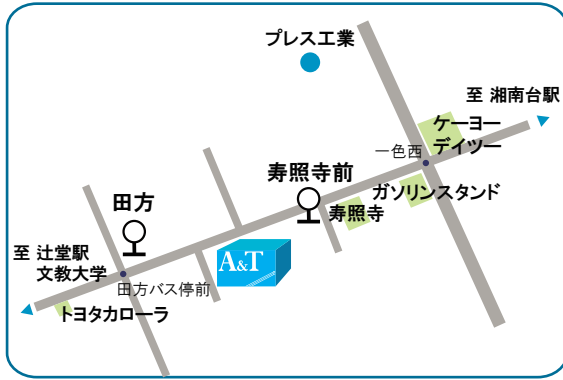 プレス工業
至 湘南台駅
ケーヨー
デイツー
一色西
寿照寺前
ガソリンスタンド
寿照寺
田方
至 辻堂駅
文教大学
A&T
田方バス停前
トヨタカローラ